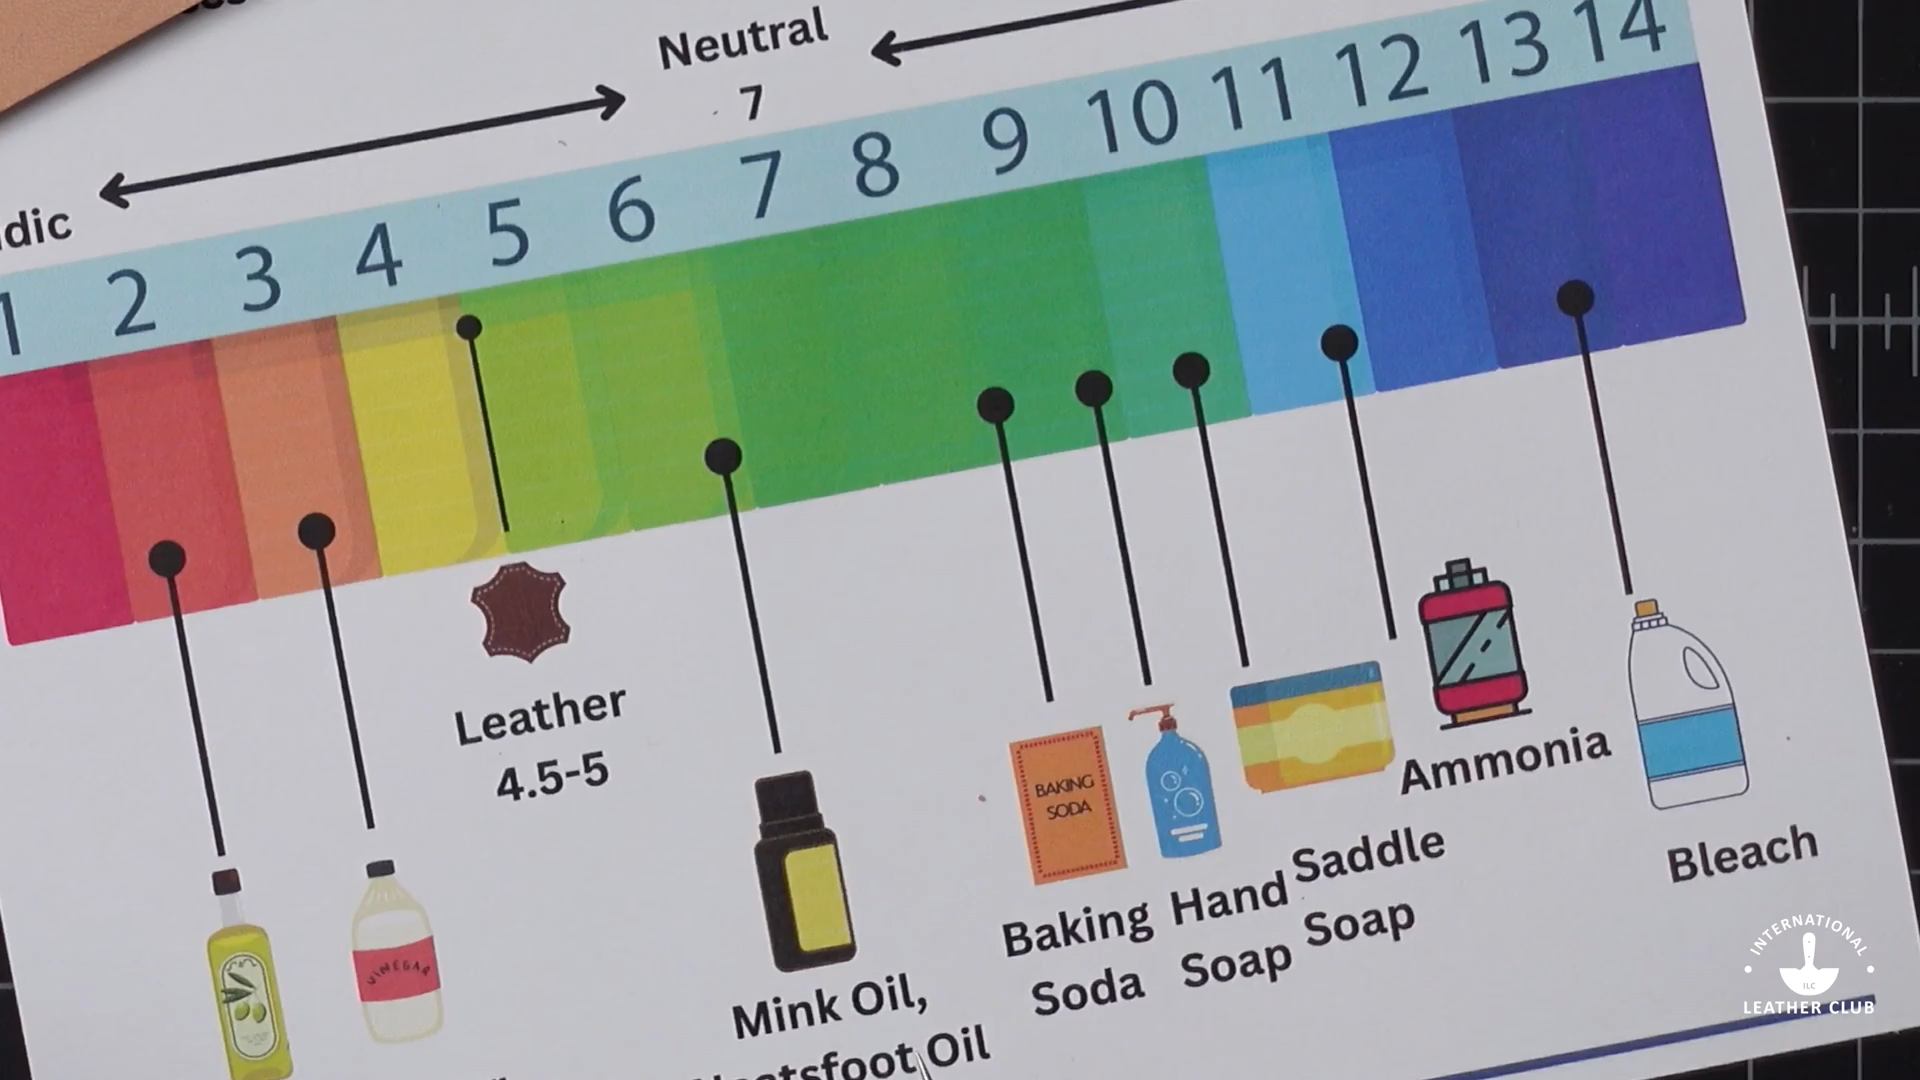 Neutral
7
1 2 3 4 5 6 7 8 9 10 11 12 13 14
Leather
4.5-5
VINEGAR
BAKING
SODA
Mink Oil,
Oil
Baking
Soda
Hand
Soap
Saddle
Soap
Ammonia
Bleach
INTERNATIONAL
ILC
LEATHER CLUB